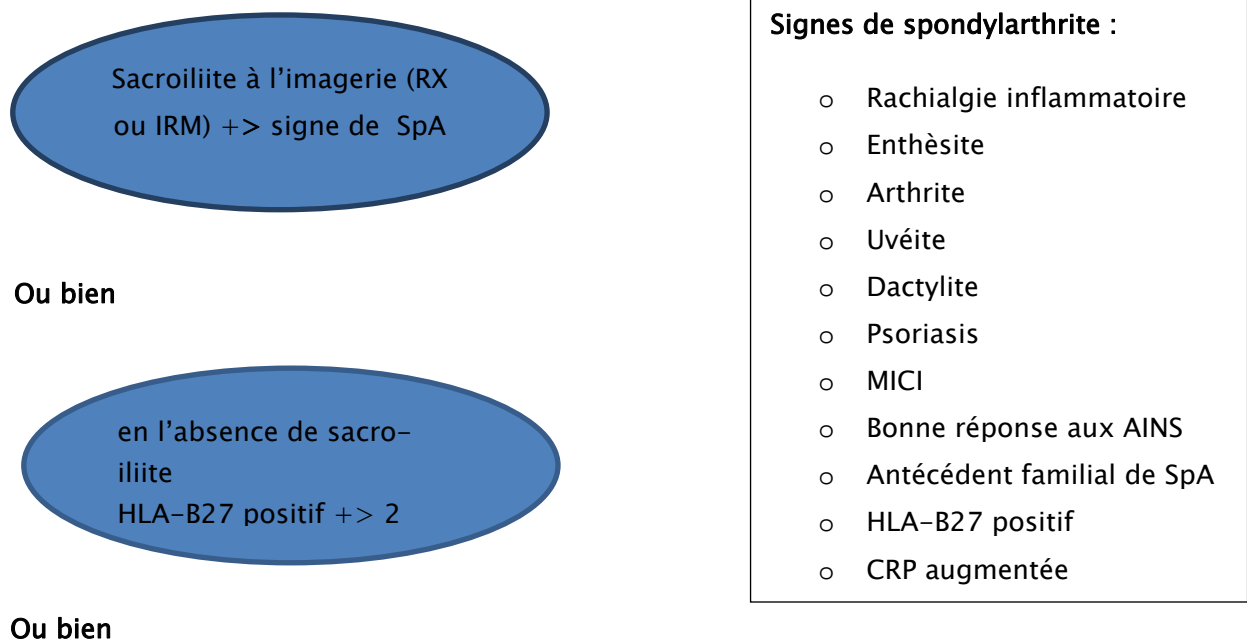 Sacroiliite à l’imagerie (RX
ou IRM) +> signe de SpA
Ou bien
en l’absence de sacro-
iliite
HLA-B27 positif +> 2
Ou bien
Signes de spondylarthrite :
o Rachialgie inflammatoire
o Enthèsite
o Arthrite
o Uvéite
o Dactylite
o Psoriasis
o MICI
o Bonne réponse aux AINS
o Antécédent familial de SpA
o HLA-B27 positif
o CRP augmentée